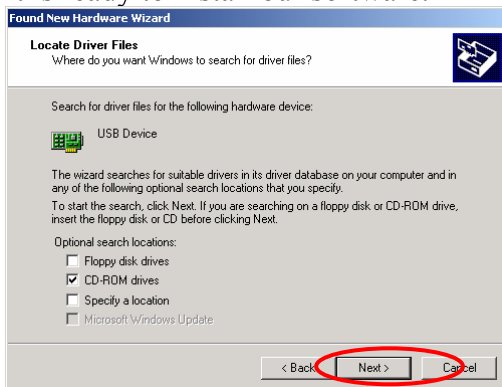 Found New Hardware Wizard
Locate Driver Files
Where do you want Windows to search for driver files?
Search for driver files for the following hardware device:
USB Device
The wizard searches for suitable drivers in its driver database on your computer and in
any of the following optional search locations that you specify.
To start the search, click Next. If you are searching on a floppy disk or CD-ROM drive,
insert the floppy disk or CD before clicking Next.
Optional search locations:
Floppy disk drives
CD-ROM drives
Specify a location
Microsoft Windows Update
< Back Next > Cancel